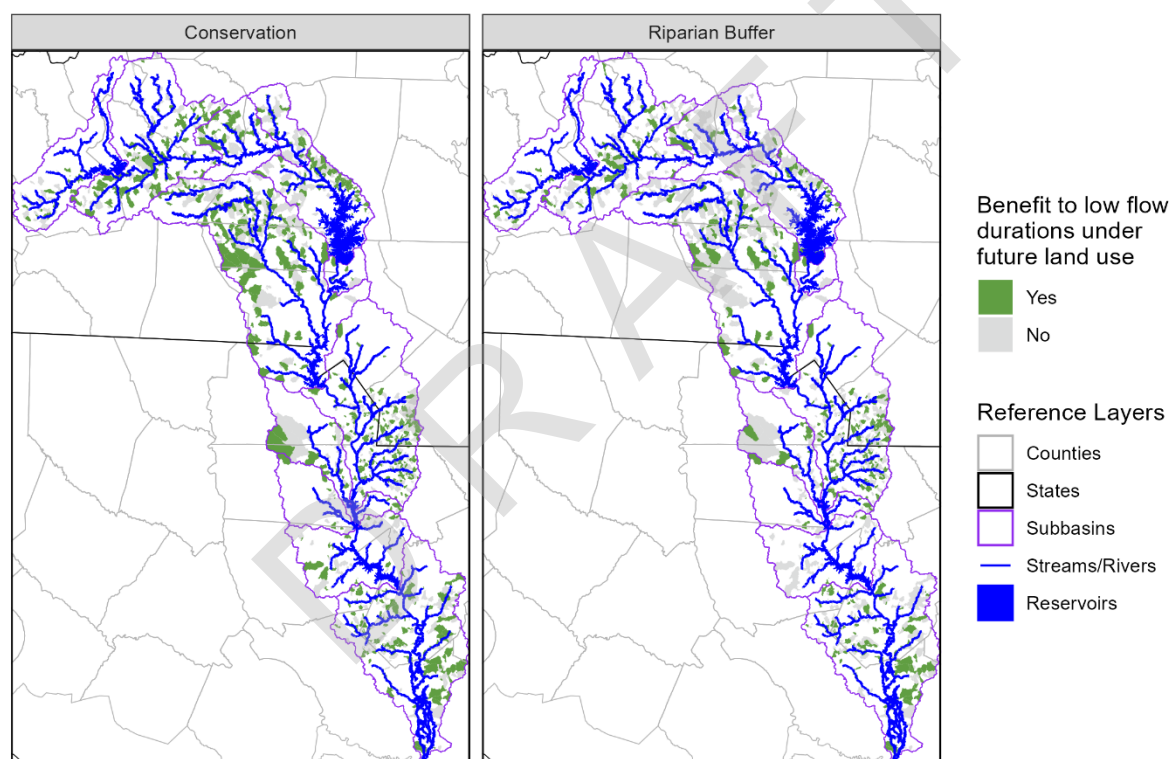 Conservation
Riparian Buffer
Benefit to low flow
durations under
future land use
Yes
No
Reference Layers
Counties
States
Subbasins
Streams/Rivers
Reservoirs
DRAFT